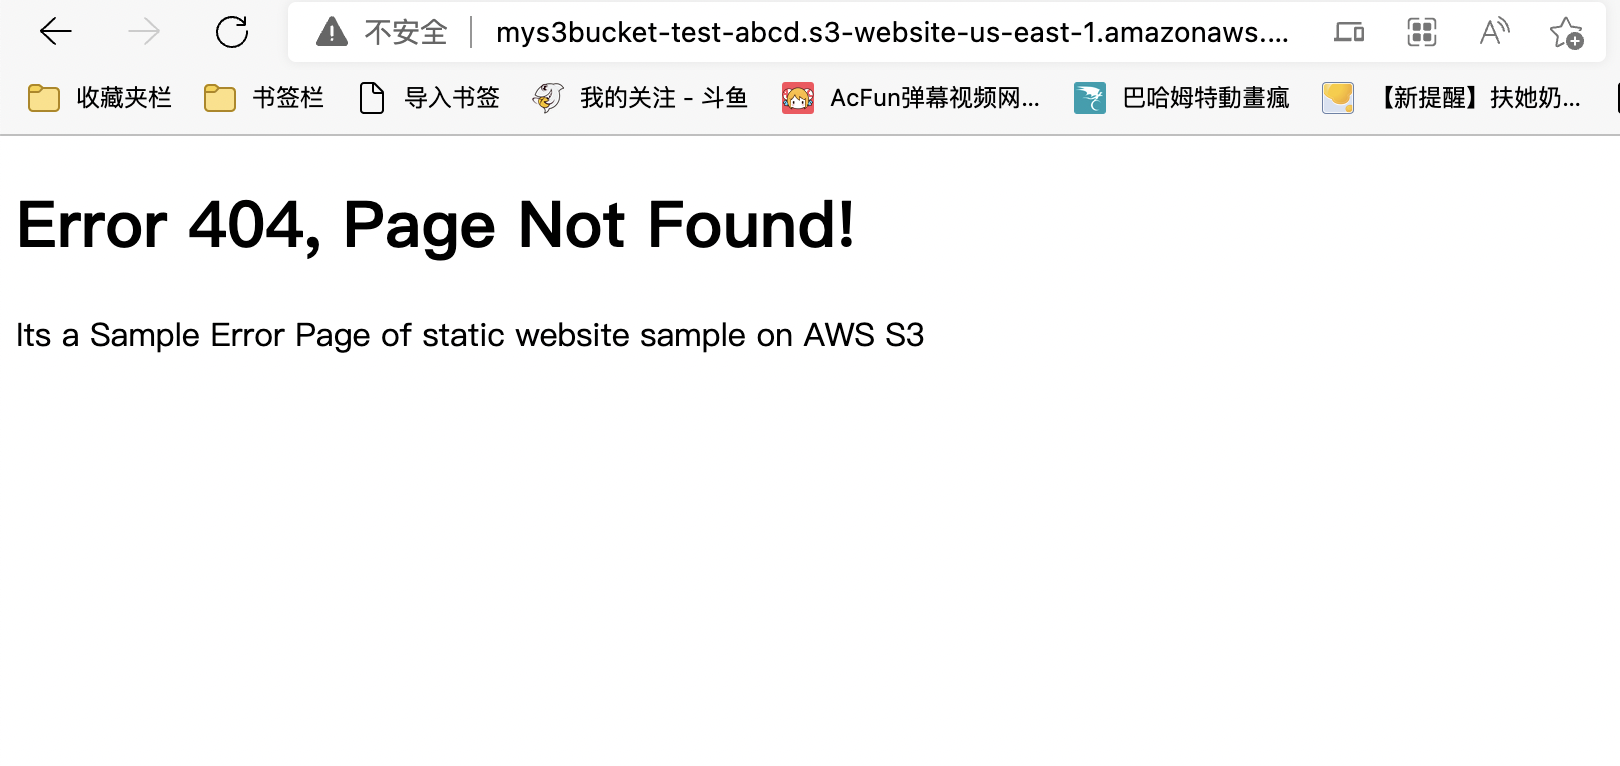 不安全 mys3bucket-test-abcd.s3-website-us-east-1.amazonaws....
收藏夹栏 书签栏 导入书签 我的关注 - 斗鱼 AcFun弹幕视频网... 巴哈姆特動畫瘋 【新提醒】扶她奶...
Error 404, Page Not Found!
Its a Sample Error Page of static website sample on AWS S3